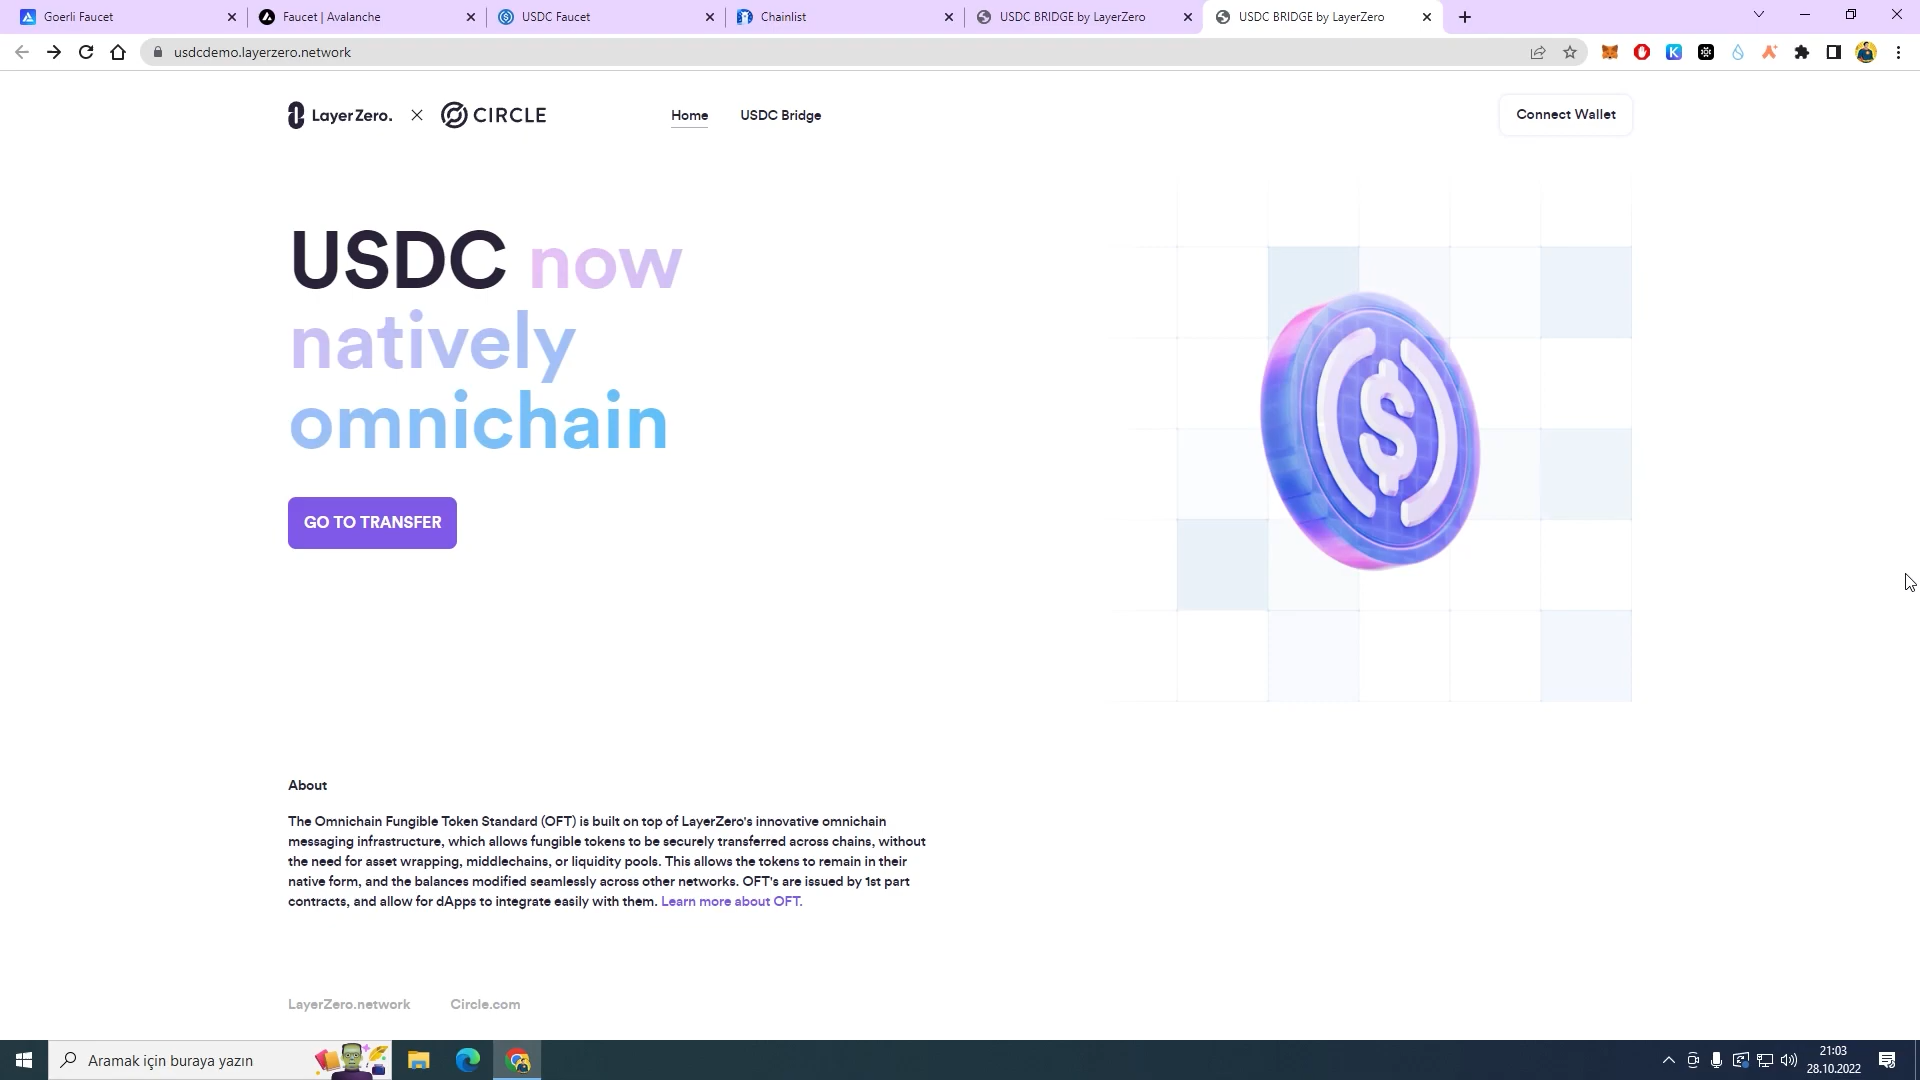 Goerli Faucet
Faucet | Avalanche
USDC Faucet
Chainlist
USDC BRIDGE by LayerZero
USDC BRIDGE by LayerZero
usdcdemo.layerzero.network
LayerZero.
CIRCLE
Home
USDC Bridge
Connect Wallet
USDC now
natively
omnichain
GO TO TRANSFER
About
The Omnichain Fungible Token Standard (OFT) is built on top of LayerZero's innovative omnichain
messaging infrastructure, which allows fungible tokens to be securely transferred across chains, without
the need for asset wrapping, middlechains, or liquidity pools. This allows the tokens to remain in their
native form, and the balances modified seamlessly across other networks. OFT's are issued by 1st part
contracts, and allow for dApps to integrate easily with them. Learn more about OFT.
LayerZero.network
Circle.com
Aramak için buraya yazın
21:03
28.10.2022